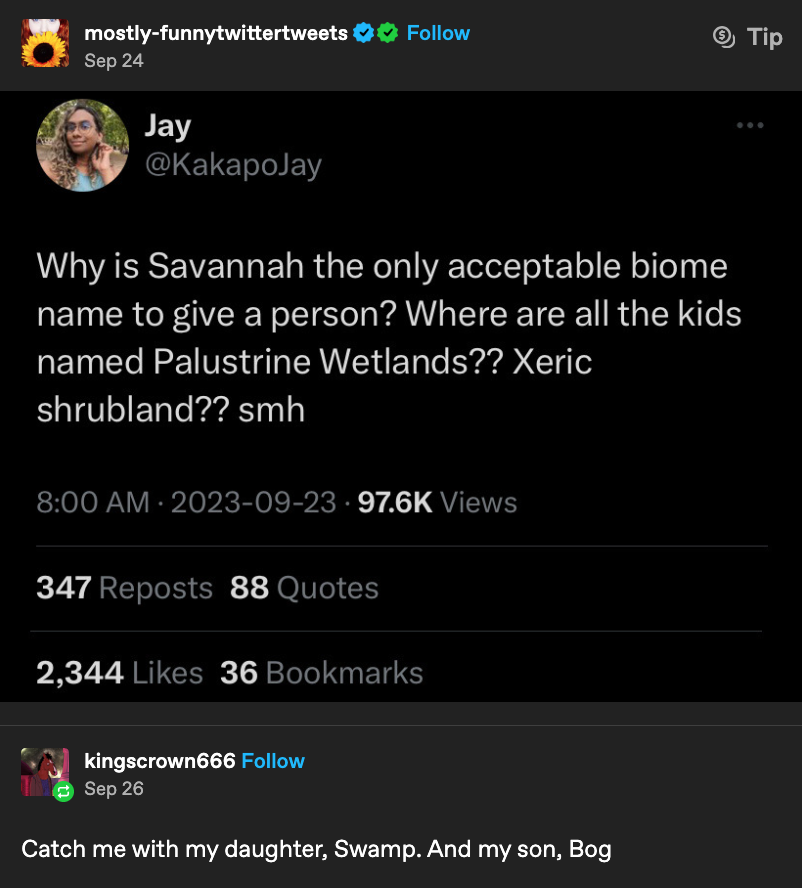 mostly-funnytwittertweets Follow
Sep 24
Tip
Jay
@KakapoJay
Why is Savannah the only acceptable biome
name to give a person? Where are all the kids
named Palustrine Wetlands?? Xeric
shrubland?? smh
8:00 AM · 2023-09-23 · 97.6K Views
347 Reposts 88 Quotes
2,344 Likes 36 Bookmarks
kingscrown666 Follow
Sep 26
Catch me with my daughter, Swamp. And my son, Bog